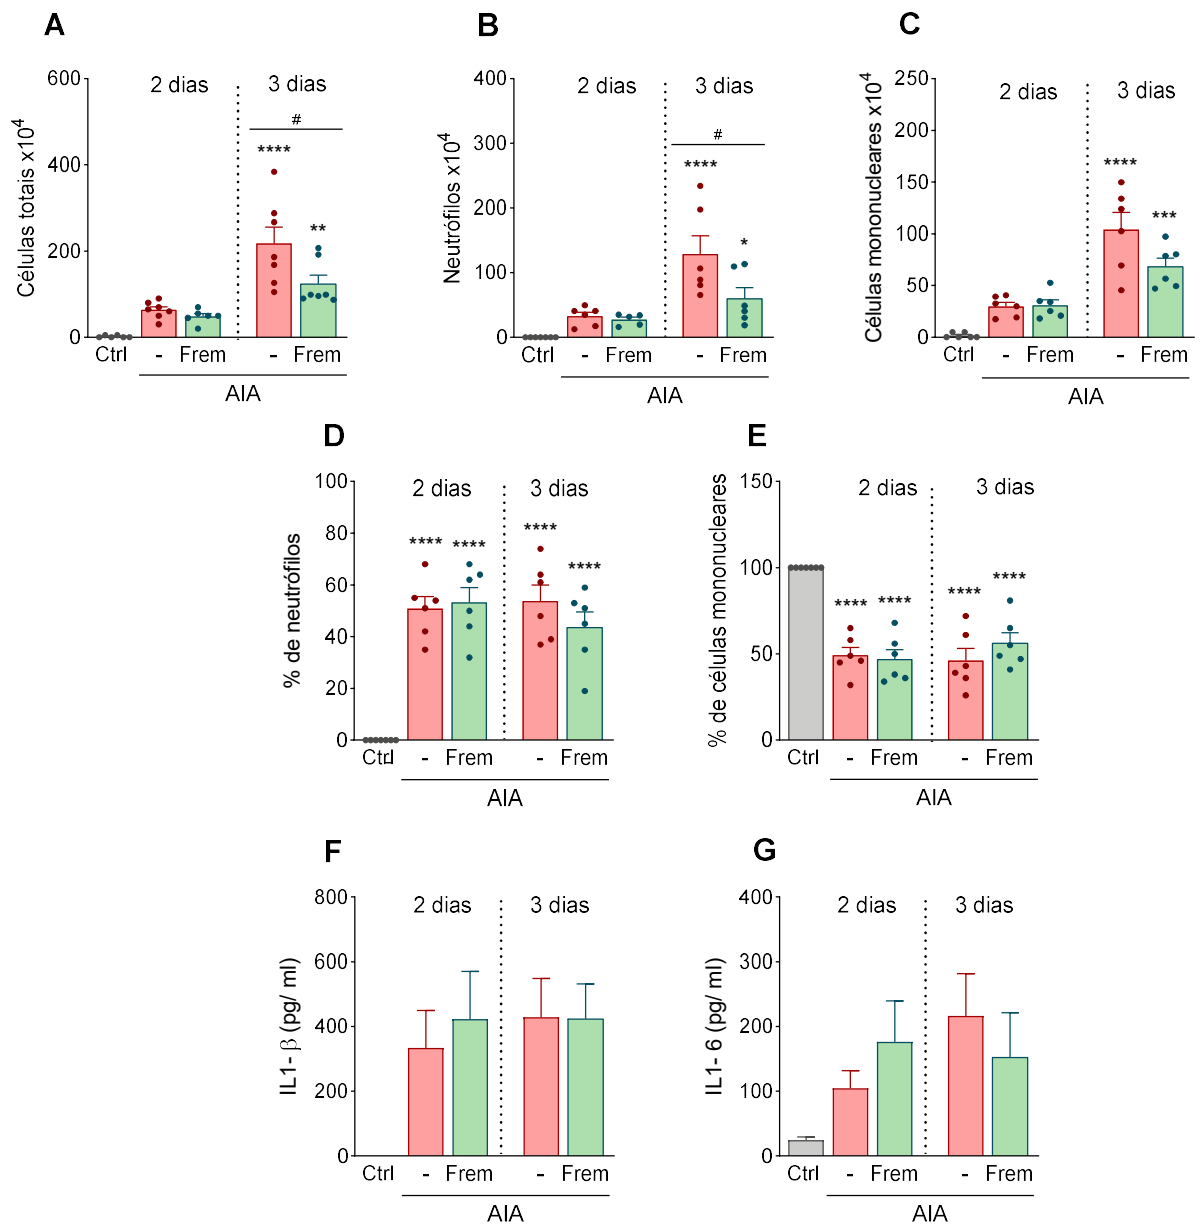 A
Células totais x10⁴
600
400
200
0
2 dias
3 dias
#
****
**
Ctrl
-
Frem
-
Frem
AIA
B
Neutrófilos x10⁴
400
300
200
100
0
2 dias
3 dias
#
****
*
Ctrl
-
Frem
-
Frem
AIA
C
Células mononucleares x10⁴
250
200
150
100
50
0
2 dias
3 dias
****
***
Ctrl
-
Frem
-
Frem
AIA
D
% de neutrófilos
100
80
60
40
20
0
2 dias
3 dias
****
****
****
****
Ctrl
-
Frem
-
Frem
AIA
E
% de células mononucleares
150
100
50
0
2 dias
3 dias
****
****
****
****
Ctrl
-
Frem
-
Frem
AIA
F
IL1- β (pg/ ml)
800
600
400
200
0
2 dias
3 dias
Ctrl
-
Frem
-
Frem
AIA
G
IL1- 6 (pg/ ml)
400
300
200
100
0
2 dias
3 dias
Ctrl
-
Frem
-
Frem
AIA